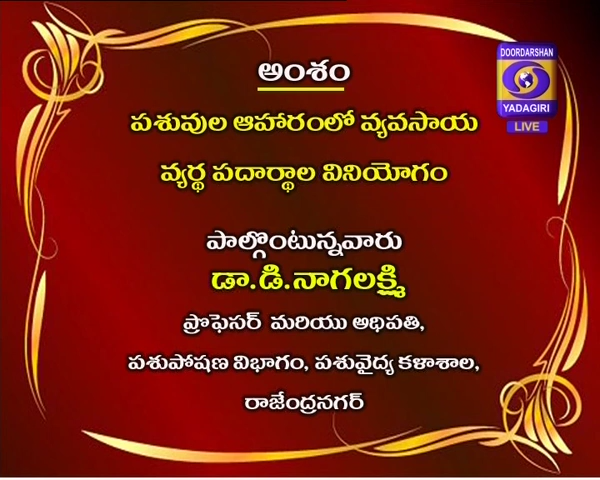 DOORDARSHAN
YADAGIRI
LIVE
అంశం
పశువుల ఆహారంలో వ్యవసాయ
వ్యర్థ పదార్థాల వినియోగం
పాల్గొంటున్నవారు
డా.డి.నాగలక్ష్మి
ప్రొఫెసర్ మరియు అధిపతి,
పశుపోషణ విభాగం, పశువైద్య కళాశాల,
రాజేంద్రనగర్